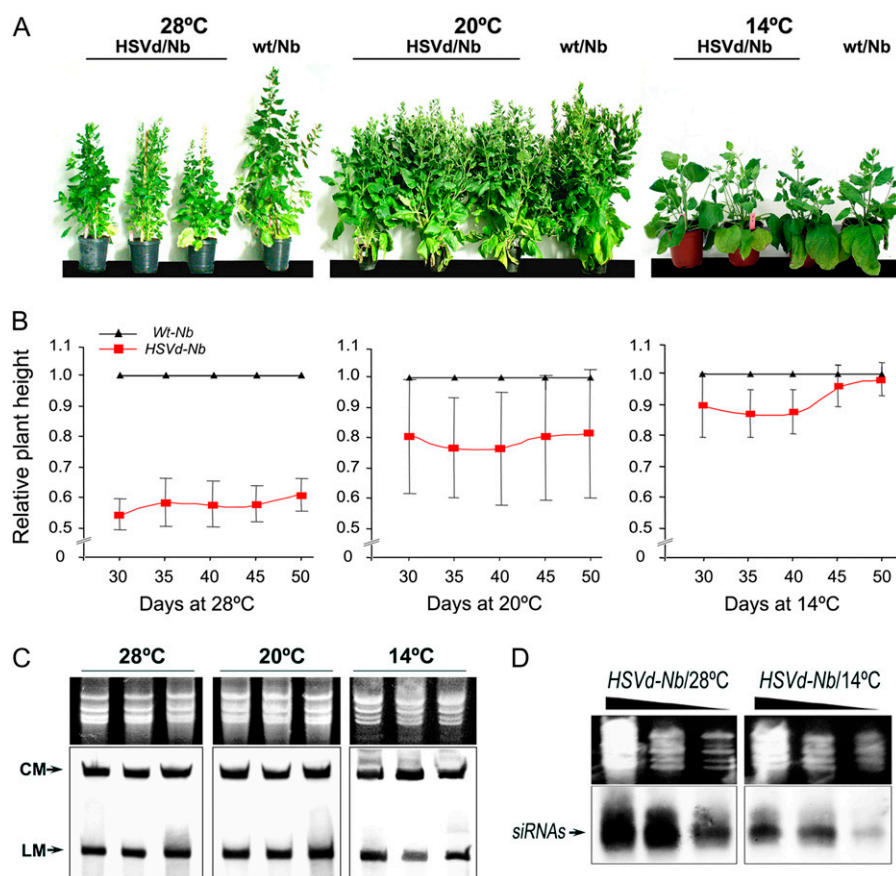 A
28ºC
20ºC
14ºC
HSVd/Nb
wt/Nb
HSVd/Nb
wt/Nb
HSVd/Nb
wt/Nb
B
Wt-Nb
HSVd-Nb
Relative plant height
1.1
1.0
0.9
0.8
0.7
0.6
0.5
0
30 35 40 45 50
Days at 28ºC
1.1
1.0
0.9
0.8
0.7
0.6
0.5
0
30 35 40 45 50
Days at 20ºC
1.1
1.0
0.9
0.8
0.7
0.6
0.5
0
30 35 40 45 50
Days at 14ºC
C
28ºC
20ºC
14ºC
CM
LM
D
HSVd-Nb/28ºC
HSVd-Nb/14ºC
siRNAs